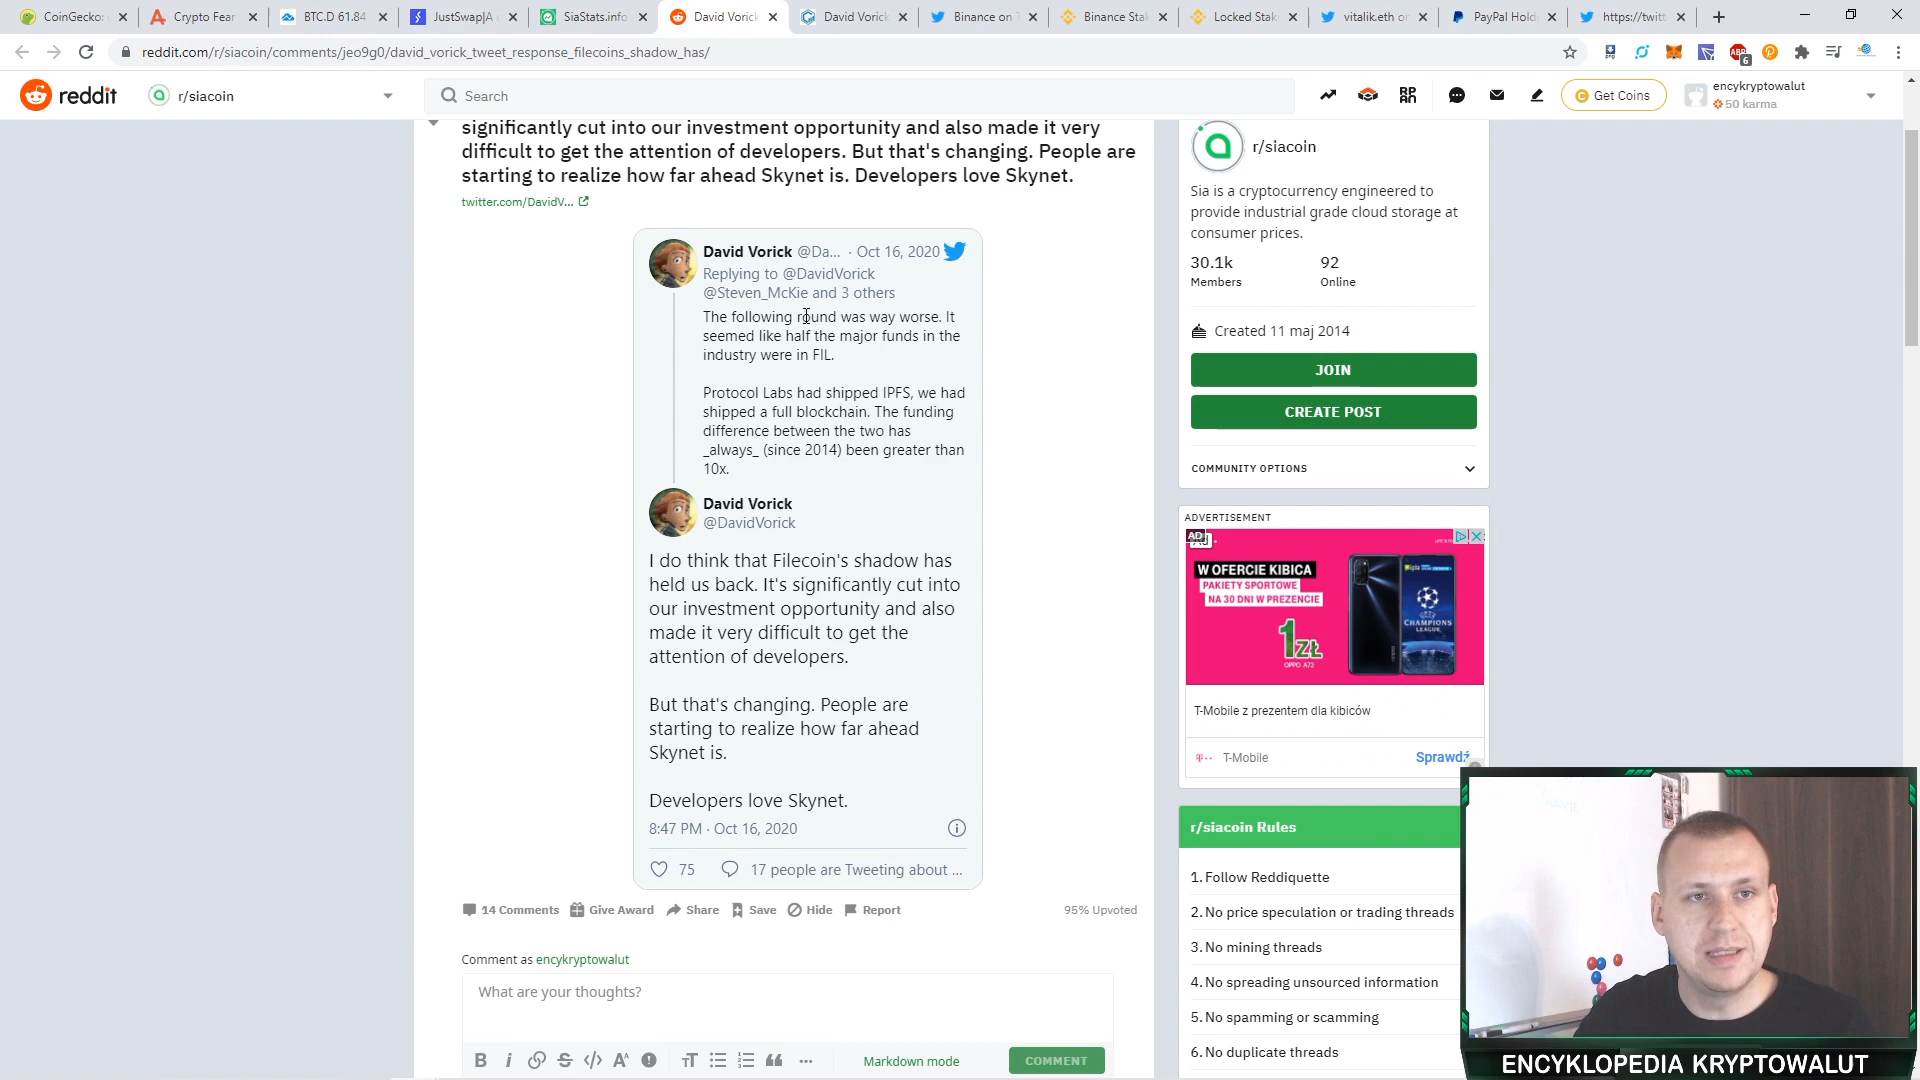 CoinGecko:
Crypto Fear
BTC.D 61.84
JustSwap|A
SiaStats.info
David Vorick
David Vorick
Binance on
Binance Stak
Locked Stak
vitalik.eth on
PayPal Hold
https://twitt
reddit.com/r/siacoin/comments/jeo9g0/david_vorick_tweet_response_filecoins_shadow_has/
reddit
r/siacoin
Search
Get Coins
encykryptowalut
50 karma
significantly cut into our investment opportunity and also made it very
difficult to get the attention of developers. But that's changing. People are
starting to realize how far ahead Skynet is. Developers love Skynet.
twitter.com/DavidV...
David Vorick @Da... · Oct 16, 2020
Replying to @DavidVorick
@Steven_McKie and 3 others
The following round was way worse. It
seemed like half the major funds in the
industry were in FIL.
Protocol Labs had shipped IPFS, we had
shipped a full blockchain. The funding
difference between the two has
_always_ (since 2014) been greater than
10x.
David Vorick
@DavidVorick
I do think that Filecoin's shadow has
held us back. It's significantly cut into
our investment opportunity and also
made it very difficult to get the
attention of developers.
But that's changing. People are
starting to realize how far ahead
Skynet is.
Developers love Skynet.
8:47 PM · Oct 16, 2020
75
17 people are Tweeting about ...
14 Comments
Give Award
Share
Save
Hide
Report
95% Upvoted
Comment as encykryptowalut
What are your thoughts?
Markdown mode
COMMENT
r/siacoin
Sia is a cryptocurrency engineered to
provide industrial grade cloud storage at
consumer prices.
30.1k
92
Members
Online
Created 11 maj 2014
JOIN
CREATE POST
COMMUNITY OPTIONS
ADVERTISEMENT
AD
W OFERCIE KIBICA
PAKIETY SPORTOWE
NA 30 DNI W PREZENCIE
1zł
OPPO A72
CHAMPIONS
LEAGUE
T-Mobile z prezentem dla kibiców
T-Mobile
Sprawdź
r/siacoin Rules
1. Follow Reddiquette
2. No price speculation or trading threads
3. No mining threads
4. No spreading unsourced information
5. No spamming or scamming
6. No duplicate threads
ENCYKLOPEDIA KRYPTOWALUT